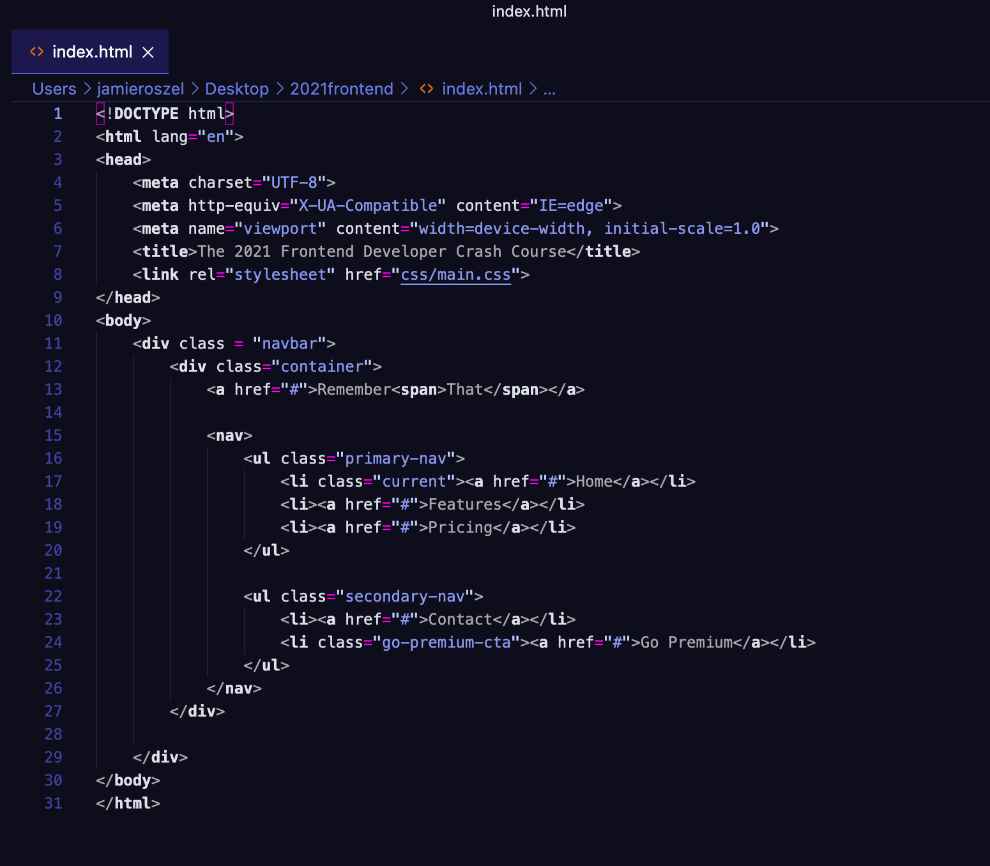 index.html
index.html
Users > jamieroszel > Desktop > 2021frontend > <> index.html > ...
1 <!DOCTYPE html>
2 <html lang="en">
3 <head>
4     <meta charset="UTF-8">
5     <meta http-equiv="X-UA-Compatible" content="IE=edge">
6     <meta name="viewport" content="width=device-width, initial-scale=1.0">
7     <title>The 2021 Frontend Developer Crash Course</title>
8     <link rel="stylesheet" href="css/main.css">
9 </head>
10 <body>
11     <div class = "navbar">
12         <div class="container">
13             <a href="#">Remember<span>That</span></a>
14
15             <nav>
16                 <ul class="primary-nav">
17                     <li class="current"><a href="#">Home</a></li>
18                     <li><a href="#">Features</a></li>
19                     <li><a href="#">Pricing</a></li>
20                 </ul>
21
22                 <ul class="secondary-nav">
23                     <li><a href="#">Contact</a></li>
24                     <li class="go-premium-cta"><a href="#">Go Premium</a></li>
25                 </ul>
26             </nav>
27         </div>
28
29     </div>
30 </body>
31 </html>